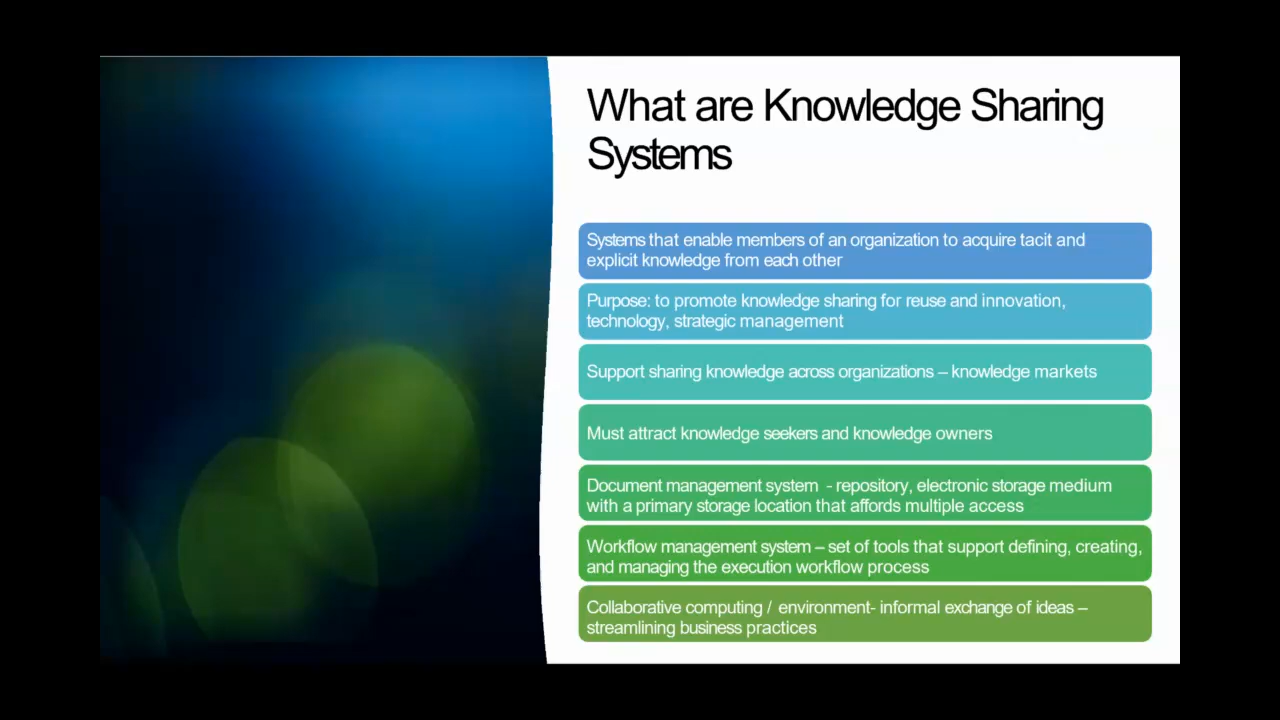 What are Knowledge Sharing
Systems
Systems that enable members of an organization to acquire tacit and
explicit knowledge from each other
Purpose: to promote knowledge sharing for reuse and innovation,
technology, strategic management
Support sharing knowledge across organizations – knowledge markets
Must attract knowledge seekers and knowledge owners
Document management system  - repository, electronic storage medium
with a primary storage location that affords multiple access
Workflow management system – set of tools that support defining, creating,
and managing the execution workflow process
Collaborative computing /  environment- informal exchange of ideas –
streamlining business practices